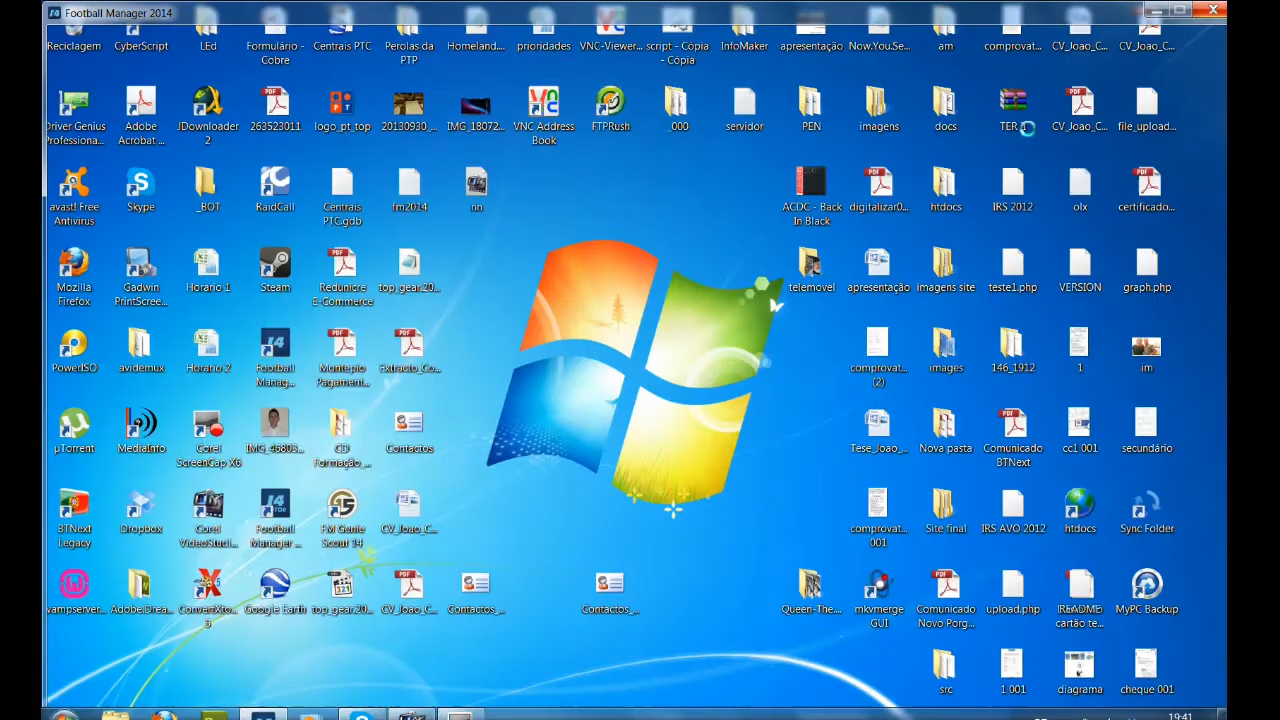 Football Manager 2014
Reciclagem CyberScript LEd Formulário - Cobre Centrais PTC Perolas da PTP Homeland.... prioridades VNC-Viewer... script - Cópia - Cópia InfoMaker apresentação Now.You.Se... am comprovat... CV_Joao_C... CV_Joao_C...
Driver Genius Professiona... Adobe Acrobat ... JDownloader 2 263523011 logo_pt_top 20130930_... IMG_18072... VNC Address Book FTPRush _000 servidor PEN imagens docs TER CV_Joao_C... file_upload...
avast! Free Antivirus Skype _BOT RaidCall Centrais PTC.gdb fm2014 nn ACDC - Back In Black digitalizar0... htdocs IRS 2012 olx certificado...
Mozilla Firefox Gadwin PrintScree... Horario 1 Steam Redunicre E-Commerce top_gear.20... telemovel apresentação imagens site teste1.php VERSION graph.php
PowerISO avidemux Horario 2 Football Manag... Montepio Pagament... Extracto_Co... comprovat... (2) images 146_1912 1 im
µTorrent MediaInfo Corel ScreenCap X6 IMG_46803... CD Formação_... Contactos Tese_Joao_... Nova pasta Comunicado BTNext cc1 001 secundário
BTNext Legacy Dropbox Corel VideoStudi... Football Manager ... FM Genie Scout 14 CV_Joao_C... comprovat... 001 Site final IRS AVO 2012 htdocs Sync Folder
wampserver... AdobeiDrea... ConvertXto... 5 Google Earth top_gear.20... CV_Joao_C... Contactos_... Contactos_... Queen-The.... mkvmerge GUI Comunicado Novo Porg... upload.php cartão te... MyPC Backup
src 1 001 diagrama cheque 001
19:41